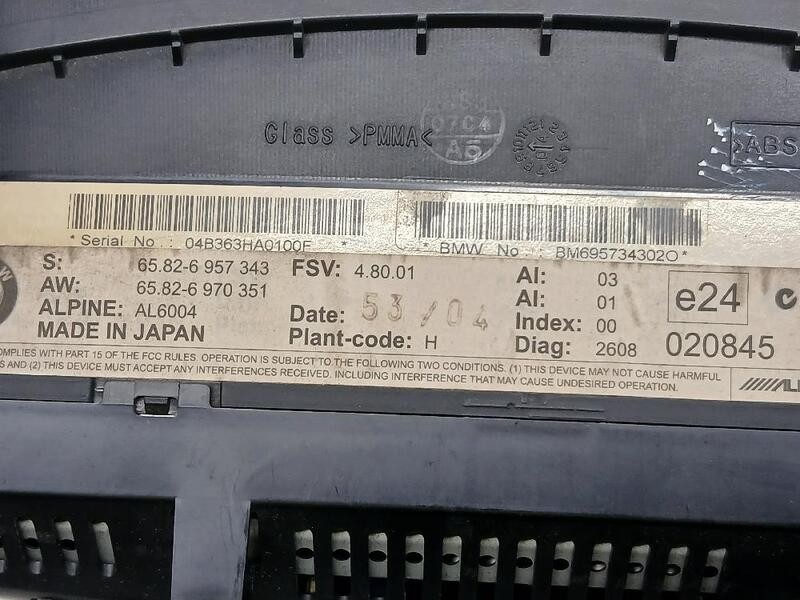 Glass >PMMA<
07C4
A5
>ABS
* Serial No : 04B363HA0100F *
* BMW No : BM695734302O*
S: 65.82-6 957 343
AW: 65.82-6 970 351
ALPINE: AL6004
MADE IN JAPAN
FSV: 4.80.01
Date: 53/04
Plant-code: H
AI: 03
AI: 01
Index: 00
Diag: 2608
e24
020845
COMPLIES WITH PART 15 OF THE FCC RULES. OPERATION IS SUBJECT TO THE FOLLOWING TWO CONDITIONS. (1) THIS DEVICE MAY NOT CAUSE HARMFUL
S AND (2) THIS DEVICE MUST ACCEPT ANY INTERFERENCES RECEIVED. INCLUDING INTERFERENCE THAT MAY CAUSE UNDESIRED OPERATION.